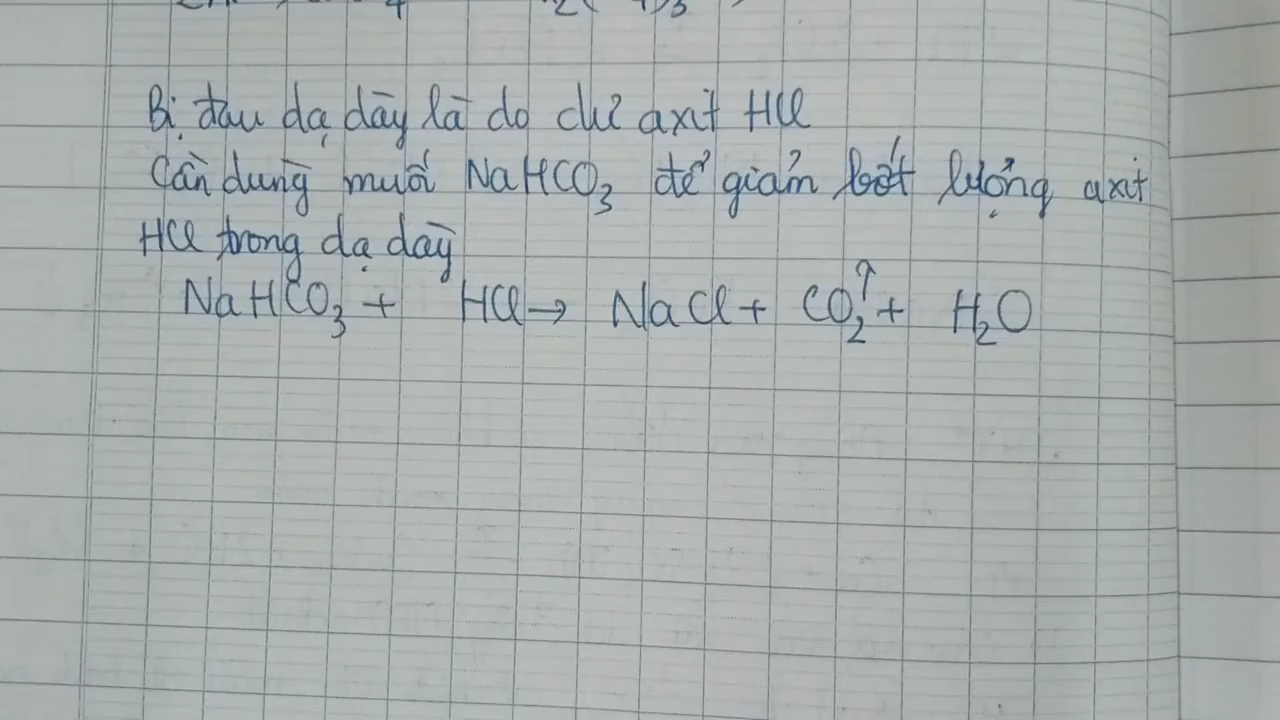 Bị đau dạ dày là do dư axit HCl
Cần dùng muối NaHCO₃ để giảm bớt lượng axit
HCl trong dạ dày
NaHCO₃ + HCl → NaCl + CO₂↑ + H₂O